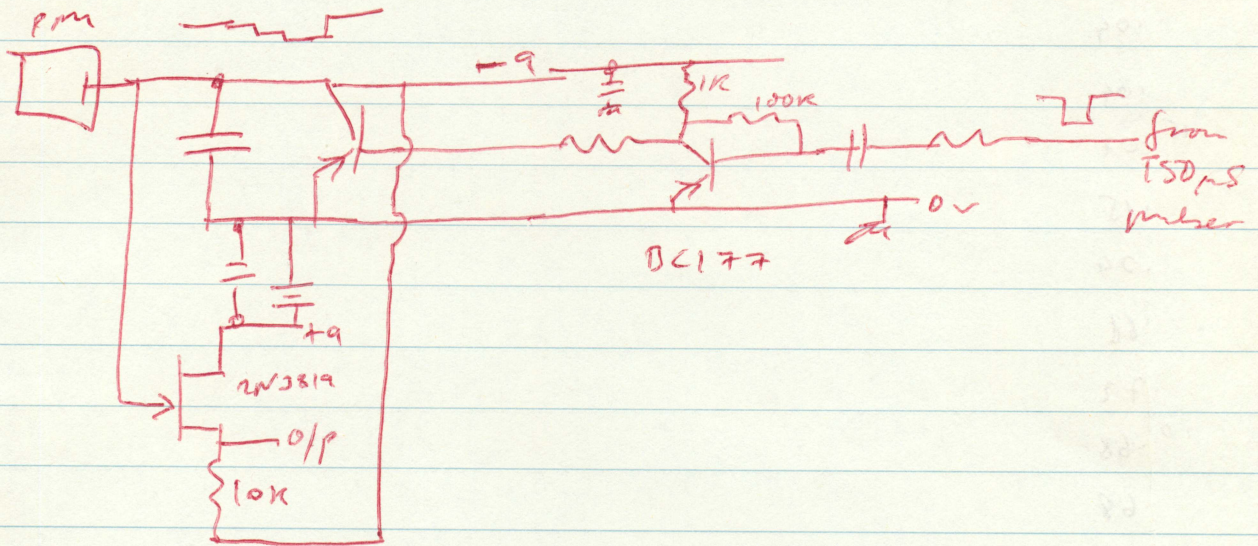 PM
-9
1K
100K
from
150μS
pulser
0v
BC177
+9
2N3819
O/P
10K